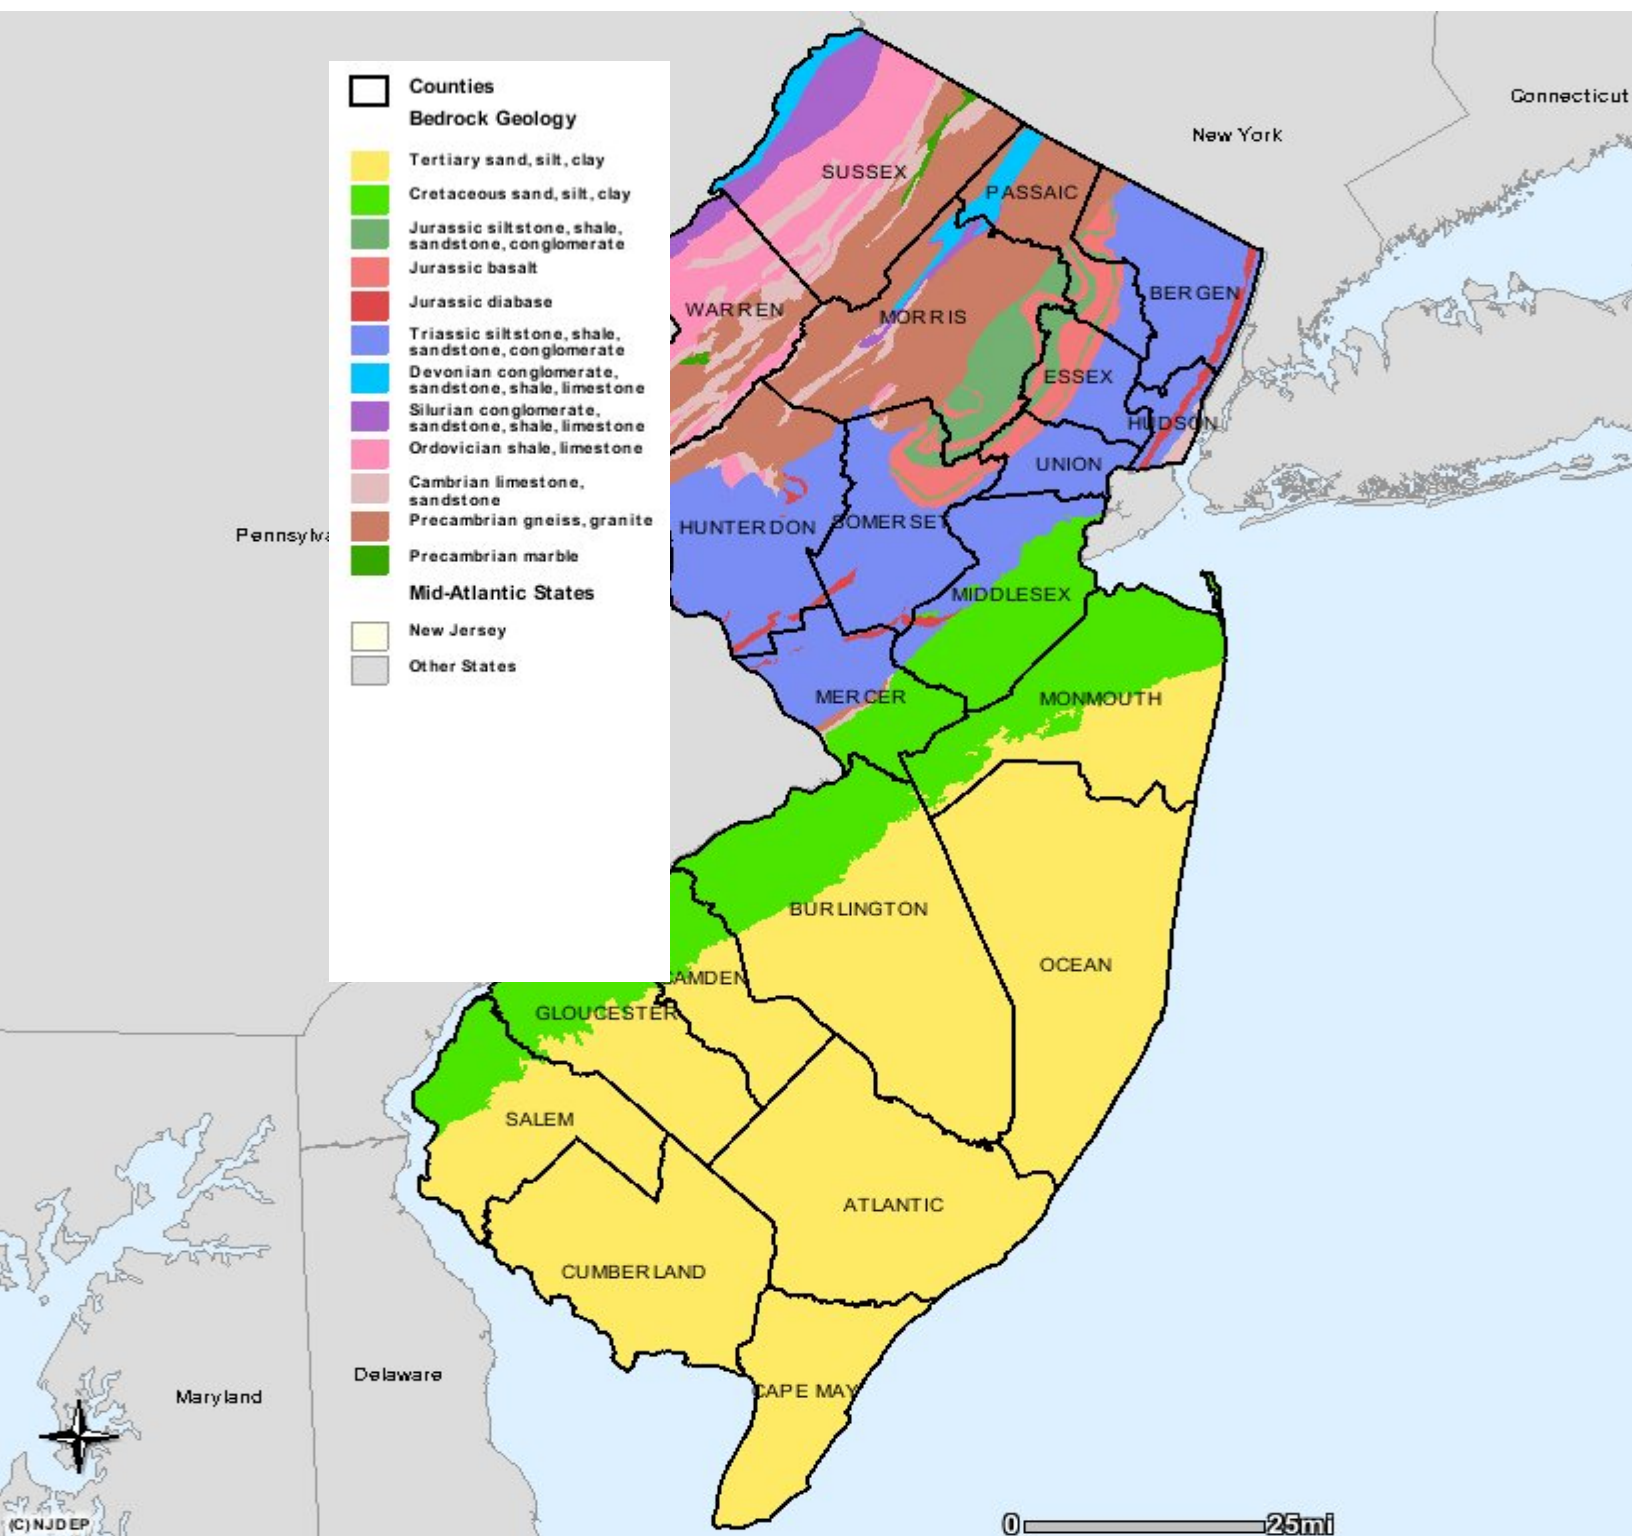 Counties
Bedrock Geology
Tertiary sand, silt, clay
Cretaceous sand, silt, clay
Jurassic siltstone, shale,
sandstone, conglomerate
Jurassic basalt
Jurassic diabase
Triassic siltstone, shale,
sandstone, conglomerate
Devonian conglomerate,
sandstone, shale, limestone
Silurian conglomerate,
sandstone, shale, limestone
Ordovician shale, limestone
Cambrian limestone,
sandstone
Precambrian gneiss, granite
Precambrian marble
Mid-Atlantic States
New Jersey
Other States
Connecticut
New York
SUSSEX
PASSAIC
BERGEN
WARREN
MORRIS
ESSEX
HUDSON
UNION
HUNTERDON
SOMERSET
Pennsylva
MIDDLESEX
MERCER
MONMOUTH
BURLINGTON
OCEAN
CAMDEN
GLOUCESTER
SALEM
ATLANTIC
CUMBERLAND
CAPE MAY
Delaware
Maryland
(C)NJDEP
0 25mi